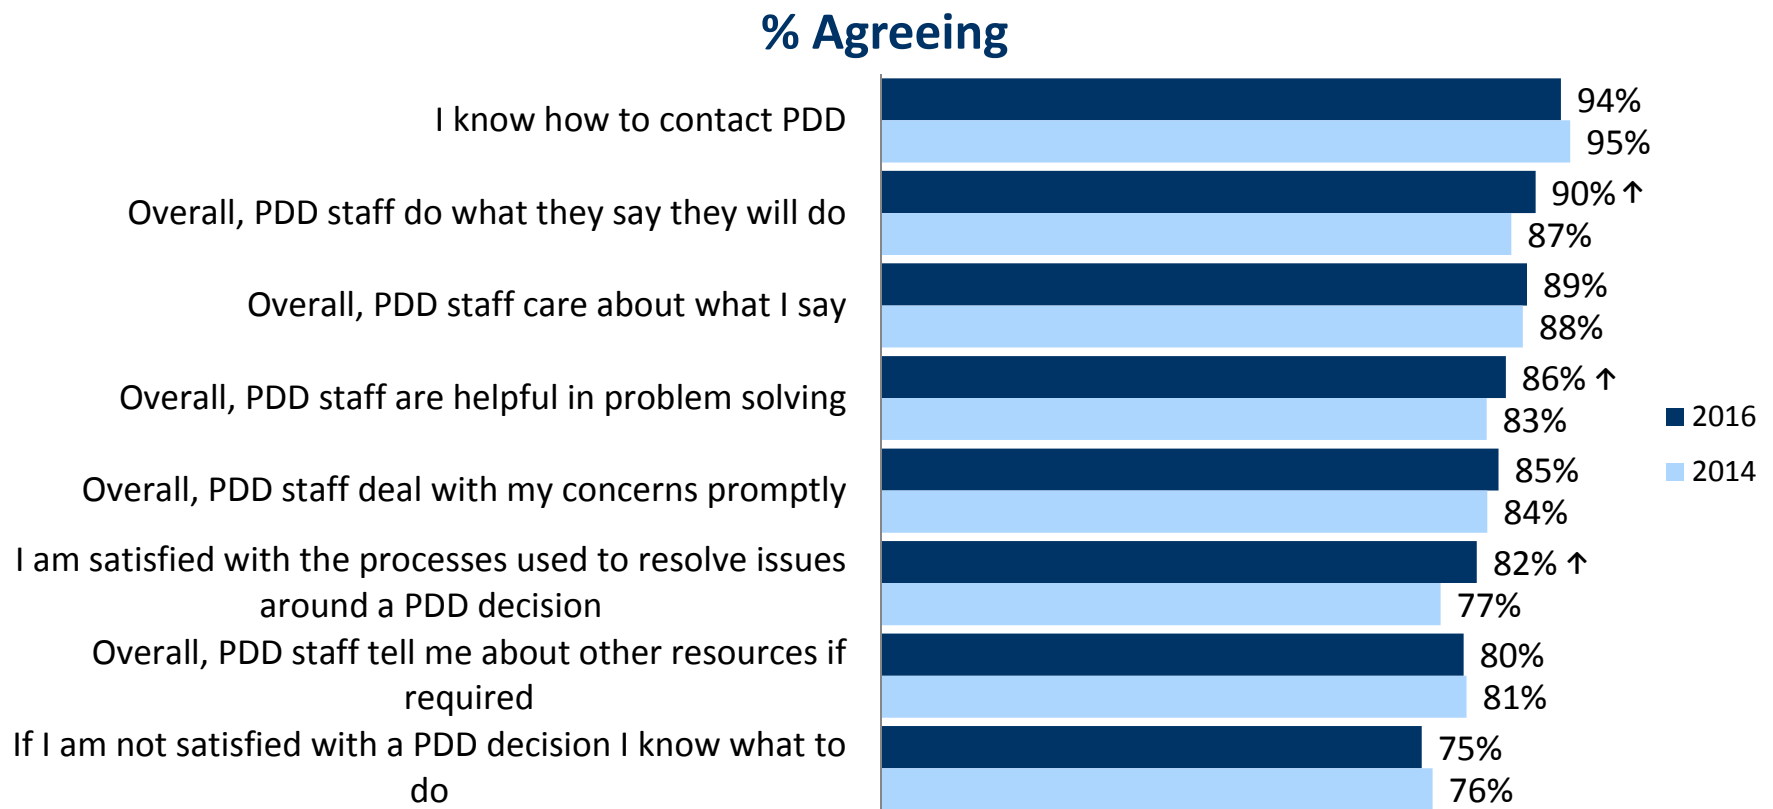 % Agreeing
I know how to contact PDD
94%
95%
Overall, PDD staff do what they say they will do
90% ↑
87%
Overall, PDD staff care about what I say
89%
88%
Overall, PDD staff are helpful in problem solving
86% ↑
83%
Overall, PDD staff deal with my concerns promptly
85%
84%
I am satisfied with the processes used to resolve issues
around a PDD decision
82% ↑
77%
Overall, PDD staff tell me about other resources if
required
80%
81%
If I am not satisfied with a PDD decision I know what to
do
75%
76%
2016
2014